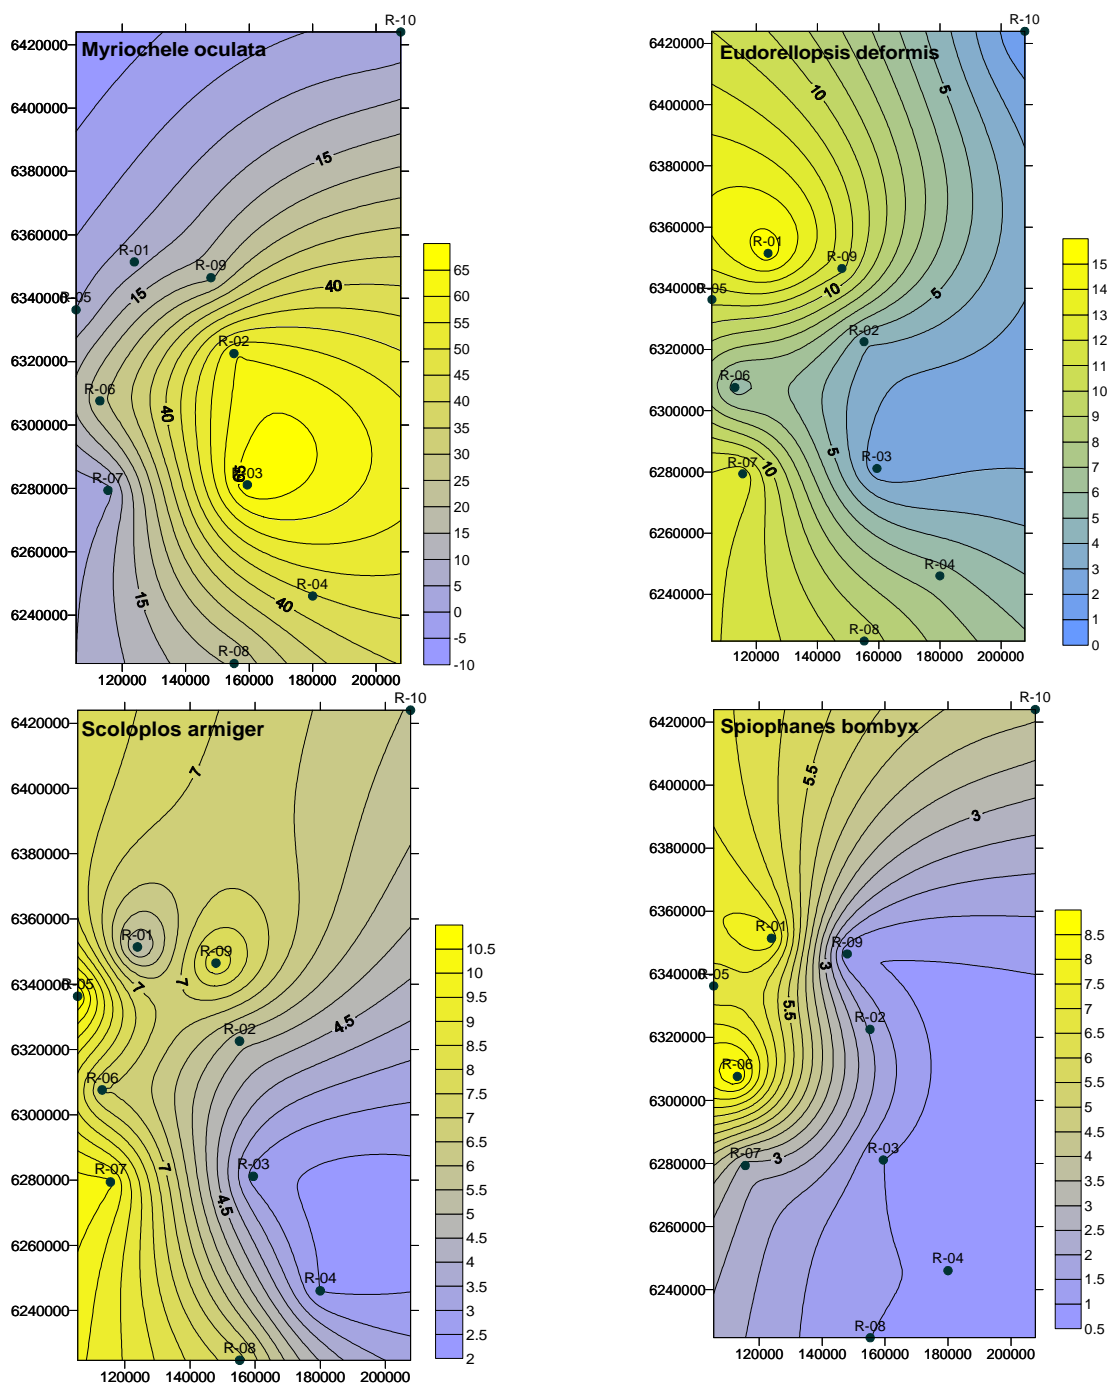 R-10
Myriochele oculata
6420000
6400000
6380000
6360000
6340000
6320000
6300000
6280000
6260000
6240000
15
R-01
R-09
R-05
15
40
R-02
R-06
40
R-03
R-07
R-04
15
40
R-08
120000 140000 160000 180000 200000
65
60
55
50
45
40
35
30
25
20
15
10
5
0
-5
-10
R-10
Eudorellopsis deformis
6420000
6400000
6380000
6360000
6340000
6320000
6300000
6280000
6260000
6240000
10
5
R-01
R-09
R-05
10
5
R-02
R-06
5
R-03
R-07
10
R-04
R-08
120000 140000 160000 180000 200000
15
14
13
12
11
10
9
8
7
6
5
4
3
2
1
0
R-10
Scoloplos armiger
6420000
6400000
6380000
6360000
6340000
6320000
6300000
6280000
6260000
6240000
7
R-01
R-09
R-05
7
7
4.5
R-02
R-06
7
R-03
R-07
4.5
R-04
R-08
120000 140000 160000 180000 200000
10.5
10
9.5
9
8.5
8
7.5
7
6.5
6
5.5
5
4.5
4
3.5
3
2.5
2
R-10
Spiophanes bombyx
6420000
6400000
6380000
6360000
6340000
6320000
6300000
6280000
6260000
6240000
5.5
3
R-01
R-09
R-05
3
5.5
R-02
R-06
R-03
R-07
3
R-04
R-08
120000 140000 160000 180000 200000
8.5
8
7.5
7
6.5
6
5.5
5
4.5
4
3.5
3
2.5
2
1.5
1
0.5